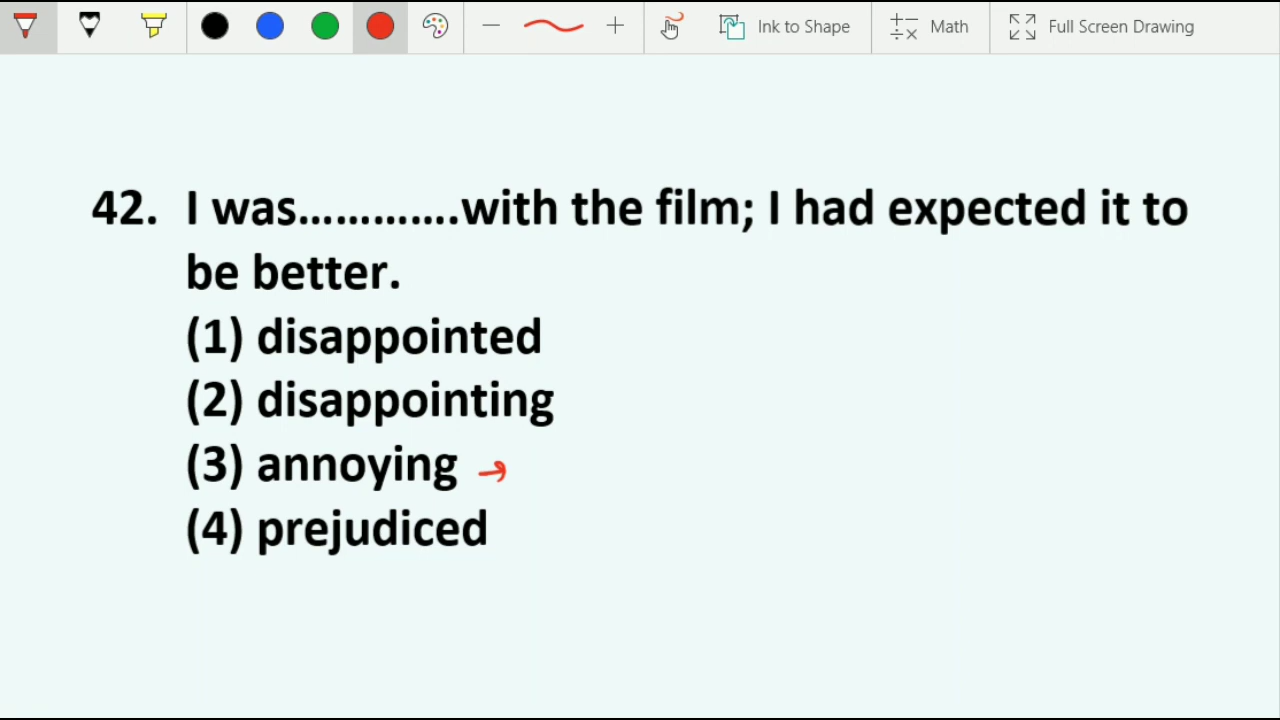 Ink to Shape Math Full Screen Drawing
42. I was.............with the film; I had expected it to
be better.
(1) disappointed
(2) disappointing
(3) annoying →
(4) prejudiced